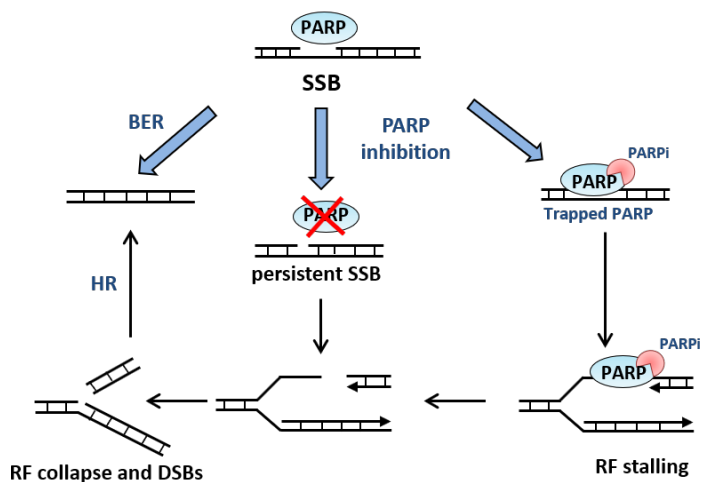 PARP
SSB
BER
PARP
inhibition
PARPi
PARP
Trapped PARP
PARP
persistent SSB
HR
PARPi
PARP
RF collapse and DSBs
RF stalling